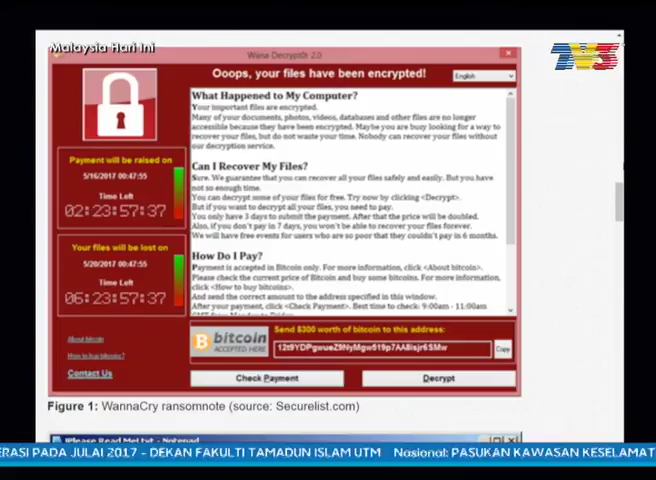 Malaysia Hari Ini
TV3
Wana Decrypt0r 2.0
Ooops, your files have been encrypted!
English
What Happened to My Computer?
Your important files are encrypted.
Many of your documents, photos, videos, databases and other files are no longer
accessible because they have been encrypted. Maybe you are busy looking for a way to
recover your files, but do not waste your time. Nobody can recover your files without
our decryption service.
Can I Recover My Files?
Sure. We guarantee that you can recover all your files safely and easily. But you have
not so enough time.
You can decrypt some of your files for free. Try now by clicking <Decrypt>.
But if you want to decrypt all your files, you need to pay.
You only have 3 days to submit the payment. After that the price will be doubled.
Also, if you don't pay in 7 days, you won't be able to recover your files forever.
We will have free events for users who are so poor that they couldn't pay in 6 months.
How Do I Pay?
Payment is accepted in Bitcoin only. For more information, click <About bitcoin>.
Please check the current price of Bitcoin and buy some bitcoins. For more information,
click <How to buy bitcoins>.
And send the correct amount to the address specified in this window.
After your payment, click <Check Payment>. Best time to check: 9:00am - 11:00am
GMT from Monday to Friday.
Payment will be raised on
5/16/2017 00:47:55
Time Left
02:23:57:37
Your files will be lost on
5/20/2017 00:47:55
Time Left
06:23:57:37
About bitcoin
How to buy bitcoins?
Contact Us
bitcoin
ACCEPTED HERE
Send $300 worth of bitcoin to this address:
Copy
Check Payment
Decrypt
Figure 1: WannaCry ransomnote (source: Securelist.com)
Please Read Me!.txt - Notepad
ERASI PADA JULAI 2017 – DEKAN FAKULTI TAMADUN ISLAM UTM Nasional: PASUKAN KAWASAN KESELAMAT